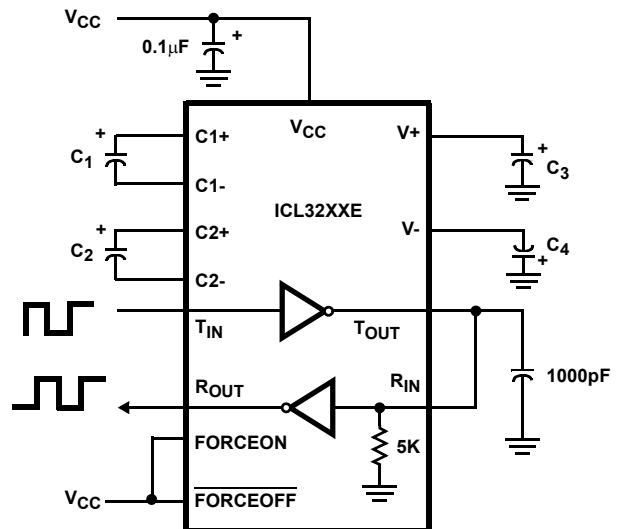 VCC
0.1μF
+
VCC
C1+
V+
+
C1
+
C3
C1-
ICL32XXE
C2+
V-
+
C2
C4
+
C2-
TIN
TOUT
ROUT
RIN
1000pF
5K
FORCEON
VCC
FORCEOFF